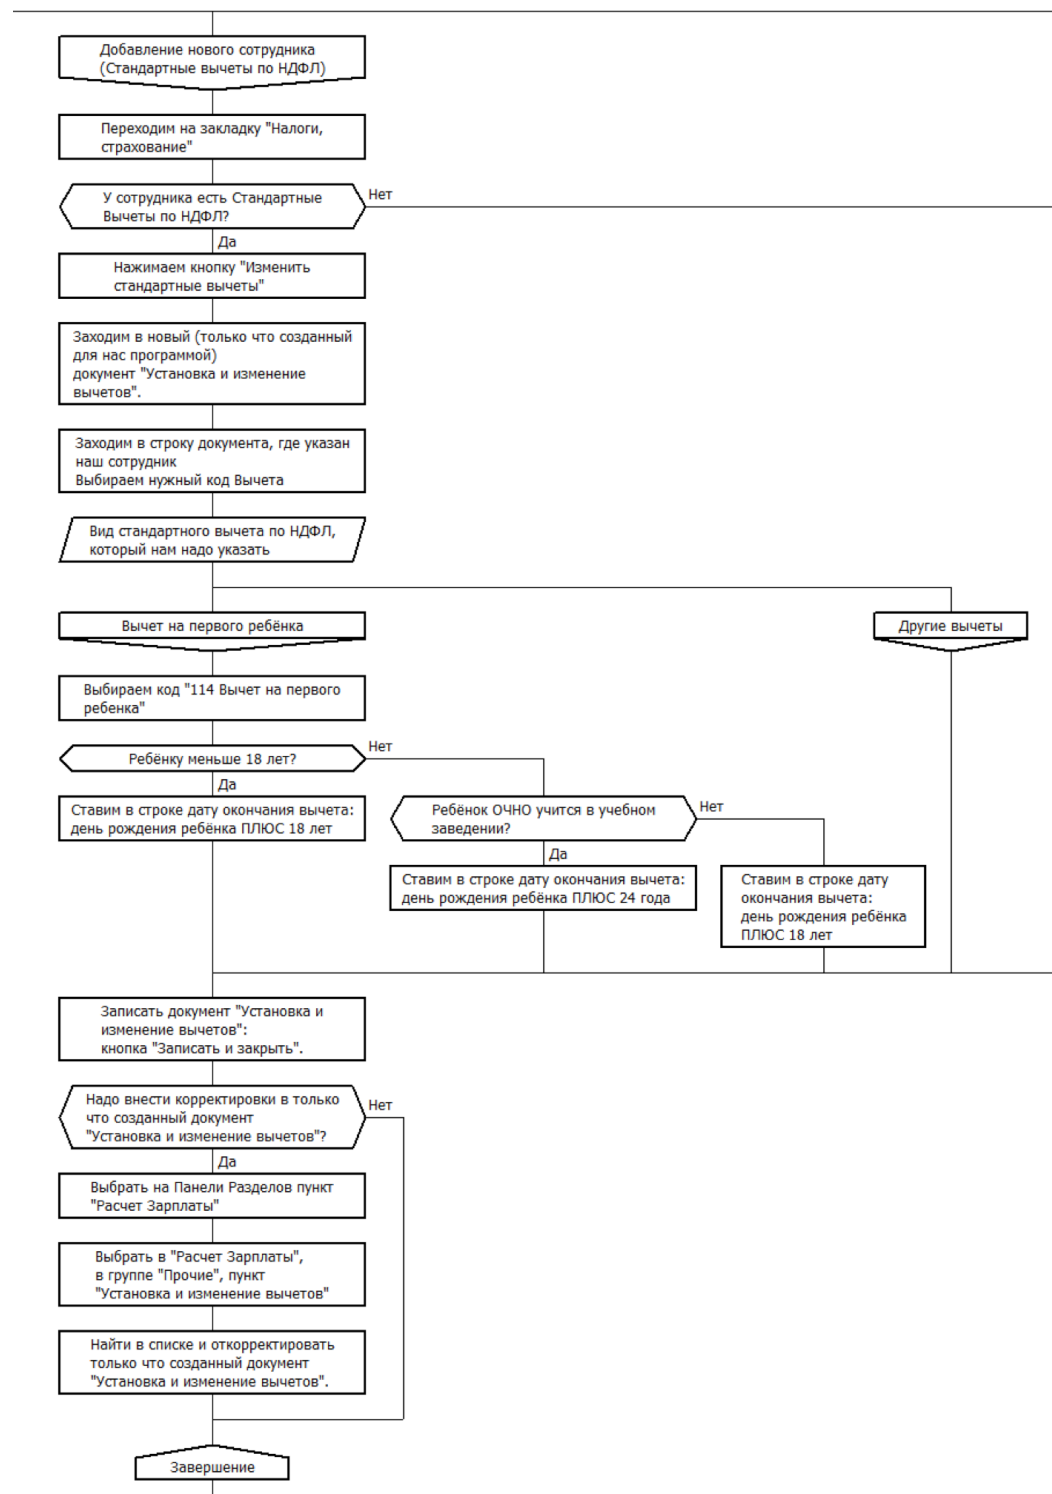 Добавление нового сотрудника
(Стандартные вычеты по НДФЛ)
Переходим на закладку "Налоги,
страхование"
У сотрудника есть Стандартные
Вычеты по НДФЛ?
Нет
Да
Нажимаем кнопку "Изменить
стандартные вычеты"
Заходим в новый (только что созданный
для нас программой)
документ "Установка и изменение
вычетов".
Заходим в строку документа, где указан
наш сотрудник
Выбираем нужный код Вычета
Вид стандартного вычета по НДФЛ,
который нам надо указать
Вычет на первого ребёнка
Другие вычеты
Выбираем код "114 Вычет на первого
ребенка"
Ребёнку меньше 18 лет?
Нет
Да
Ставим в строке дату окончания вычета:
день рождения ребёнка ПЛЮС 18 лет
Ребёнок ОЧНО учится в учебном
заведении?
Нет
Да
Ставим в строке дату окончания вычета:
день рождения ребёнка ПЛЮС 24 года
Ставим в строке дату
окончания вычета:
день рождения ребёнка
ПЛЮС 18 лет
Записать документ "Установка и
изменение вычетов":
кнопка "Записать и закрыть".
Надо внести корректировки в только
что созданный документ
"Установка и изменение вычетов"?
Нет
Да
Выбрать на Панели Разделов пункт
"Расчет Зарплаты"
Выбрать в "Расчет Зарплаты",
в группе "Прочие", пункт
"Установка и изменение вычетов"
Найти в списке и откорректировать
только что созданный документ
"Установка и изменение вычетов".
Завершение